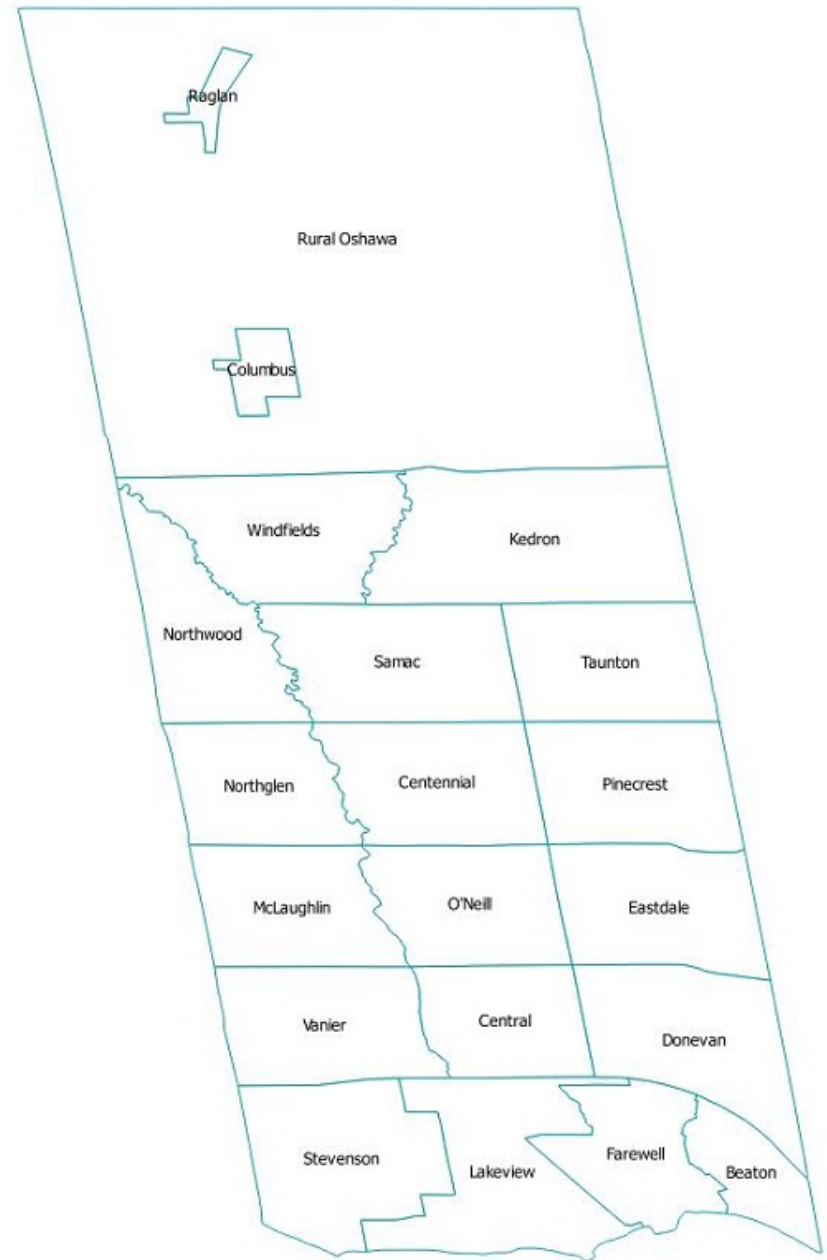 Raglan
Rural Oshawa
Columbus
Windfields
Kedron
Northwood
Samac
Taunton
Northglen
Centennial
Pinecrest
McLaughlin
O'Neill
Eastdale
Vanier
Central
Donevan
Stevenson
Lakeview
Farewell
Beaton